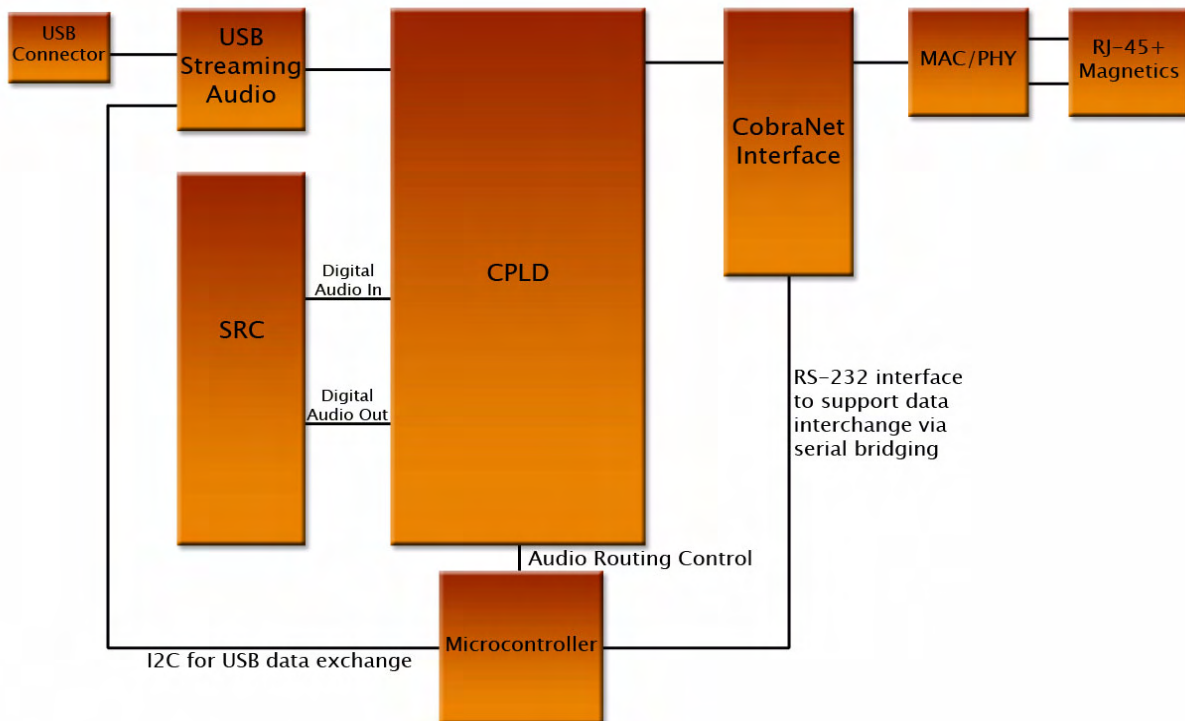 USB
Connector
USB
Streaming
Audio
MAC/PHY
RJ-45+
Magnetics
CobraNet
Interface
CPLD
Digital
Audio In
SRC
Digital
Audio Out
RS-232 interface
to support data
interchange via
serial bridging
Audio Routing Control
Microcontroller
I2C for USB data exchange